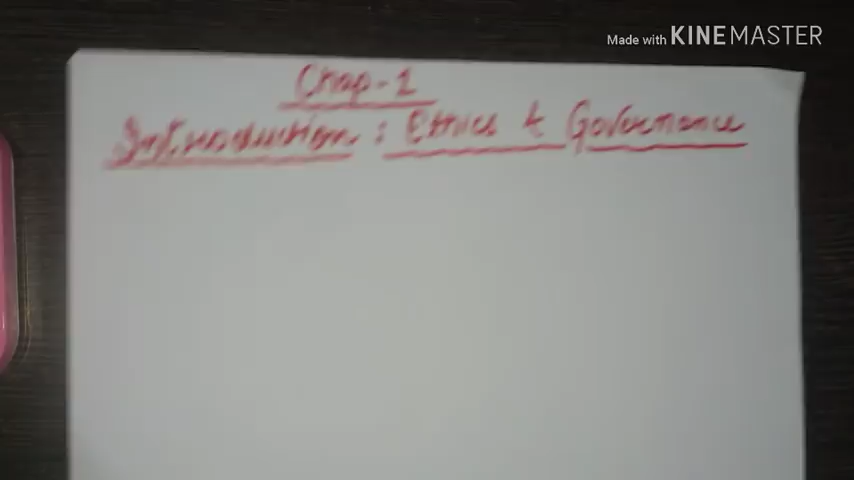 Made with KINEMASTER
Chap-1
Introduction : Ethics & Governance